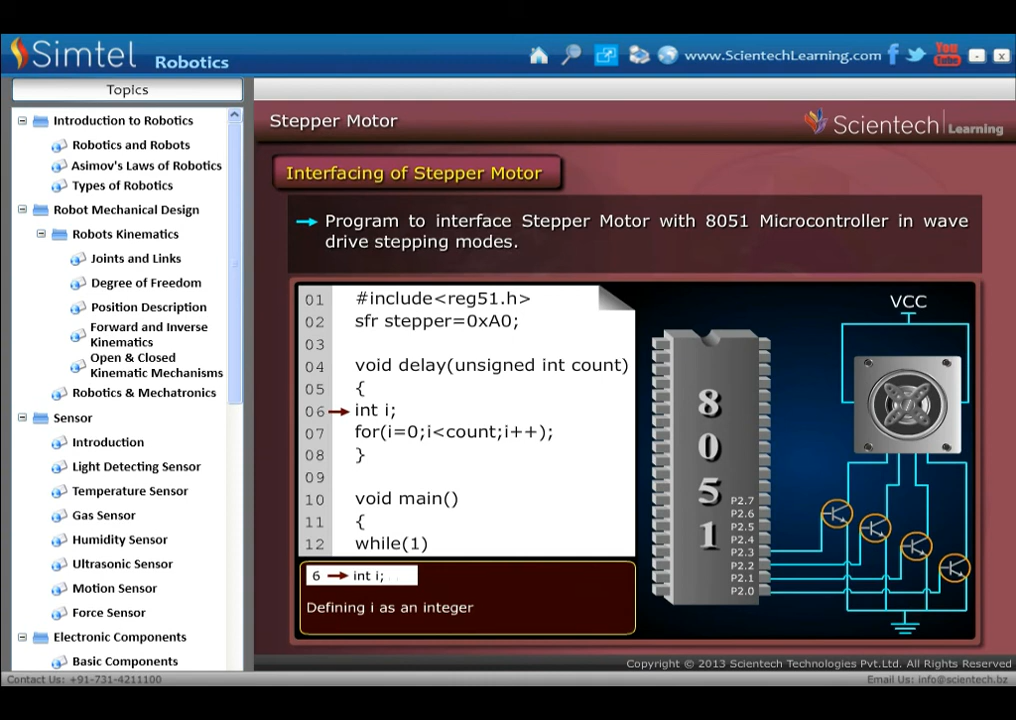 Simtel Robotics
www.ScientechLearning.com
You Tube
Topics
Introduction to Robotics
Robotics and Robots
Asimov's Laws of Robotics
Types of Robotics
Robot Mechanical Design
Robots Kinematics
Joints and Links
Degree of Freedom
Position Description
Forward and Inverse
Kinematics
Open & Closed
Kinematic Mechanisms
Robotics & Mechatronics
Sensor
Introduction
Light Detecting Sensor
Temperature Sensor
Gas Sensor
Humidity Sensor
Ultrasonic Sensor
Motion Sensor
Force Sensor
Electronic Components
Basic Components
Stepper Motor
Scientech Learning
Interfacing of Stepper Motor
Program to interface Stepper Motor with 8051 Microcontroller in wave
drive stepping modes.
01 #include<reg51.h>
02 sfr stepper=0xA0;
03
04 void delay(unsigned int count)
05 {
06 int i;
07 for(i=0;i<count;i++);
08 }
09
10 void main()
11 {
12 while(1)
6 int i;
Defining i as an integer
8051
P2.7
P2.6
P2.5
P2.4
P2.3
P2.2
P2.1
P2.0
VCC
Copyright © 2013 Scientech Technologies Pvt.Ltd. All Rights Reserved
Contact Us: +91-731-4211100
Email Us: info@scientech.bz